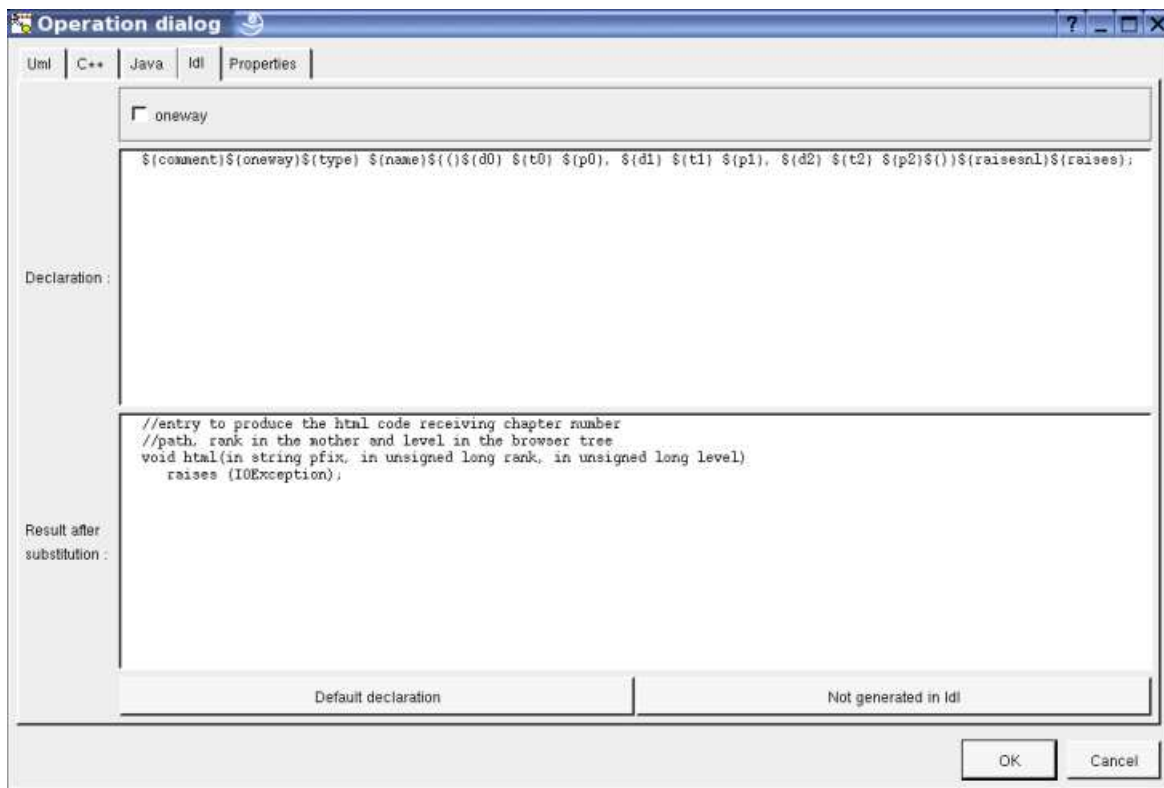 Operation dialog
Uml C++ Java Idl Properties
oneway
Declaration :
${comment}${oneway}${type} ${name}${(}${d0} ${t0} ${p0}, ${d1} ${t1} ${p1}, ${d2} ${t2} ${p2}${)}${raisesnl}${raises};
Result after
substitution :
//entry to produce the html code receiving chapter number
//path, rank in the mother and level in the browser tree
void html(in string pfix, in unsigned long rank, in unsigned long level)
raises (IOException);
Default declaration
Not generated in Idl
OK
Cancel